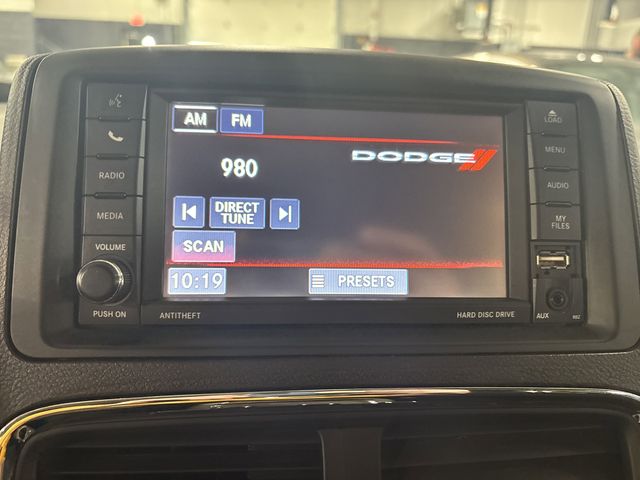 AM FM
LOAD
DODGE
980
MENU
RADIO
AUDIO
DIRECT
TUNE
MEDIA
MY
FILES
SCAN
VOLUME
10:19 PRESETS
PUSH ON
ANTITHEFT
HARD DISC DRIVE
AUX
RBZ